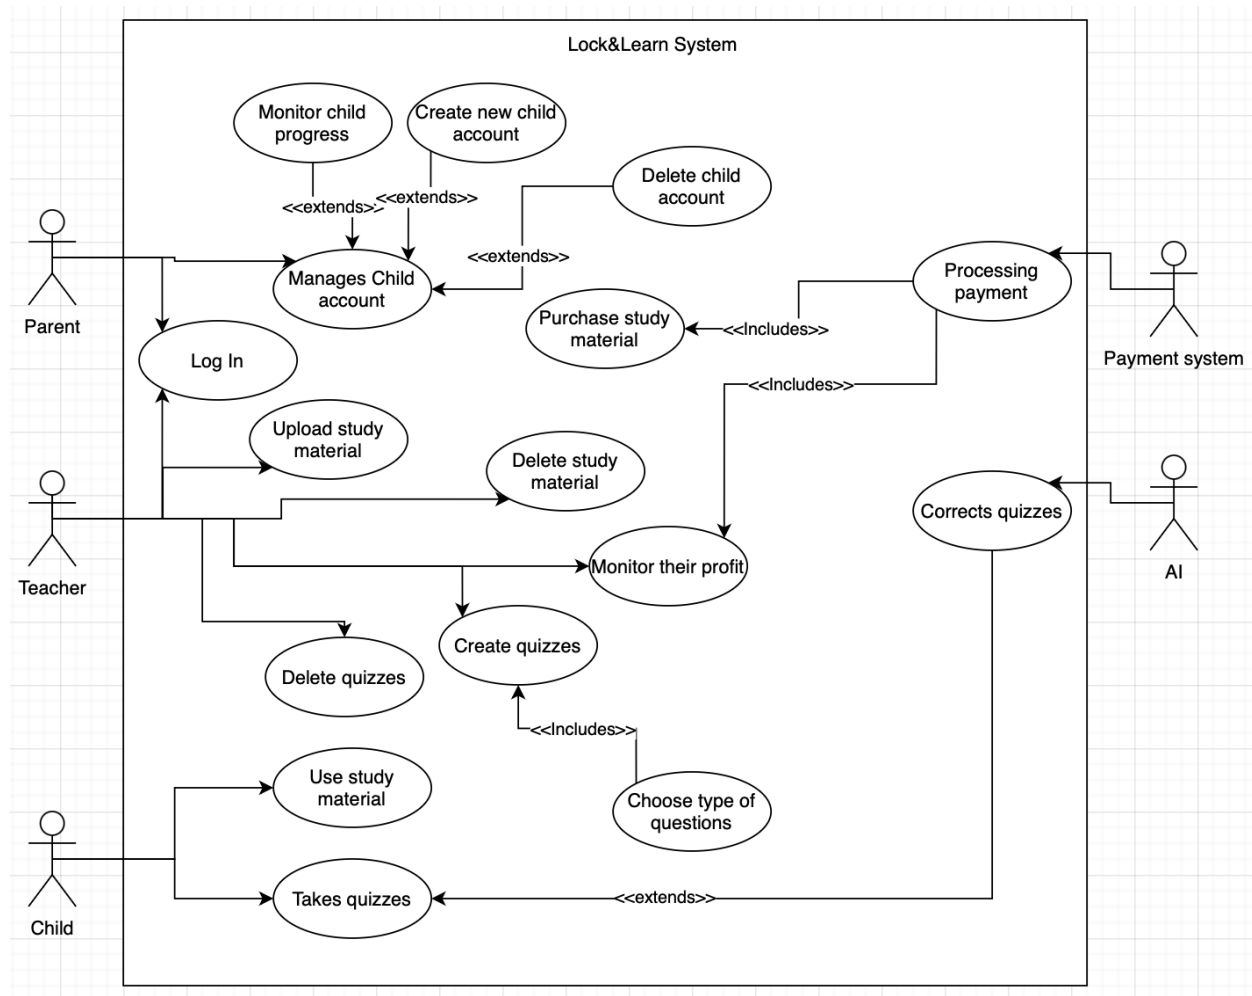 Lock&Learn System
Monitor child
progress
Create new child
account
Delete child
account
<<extends>>
<<extends>>
<<extends>>
Parent
Manages Child
account
Processing
payment
Payment system
Purchase study
material
<<Includes>>
<<Includes>>
Log In
Upload study
material
Delete study
material
Teacher
Corrects quizzes
AI
Monitor their profit
Create quizzes
Delete quizzes
<<Includes>>
Use study
material
Choose type of
questions
Child
Takes quizzes
<<extends>>